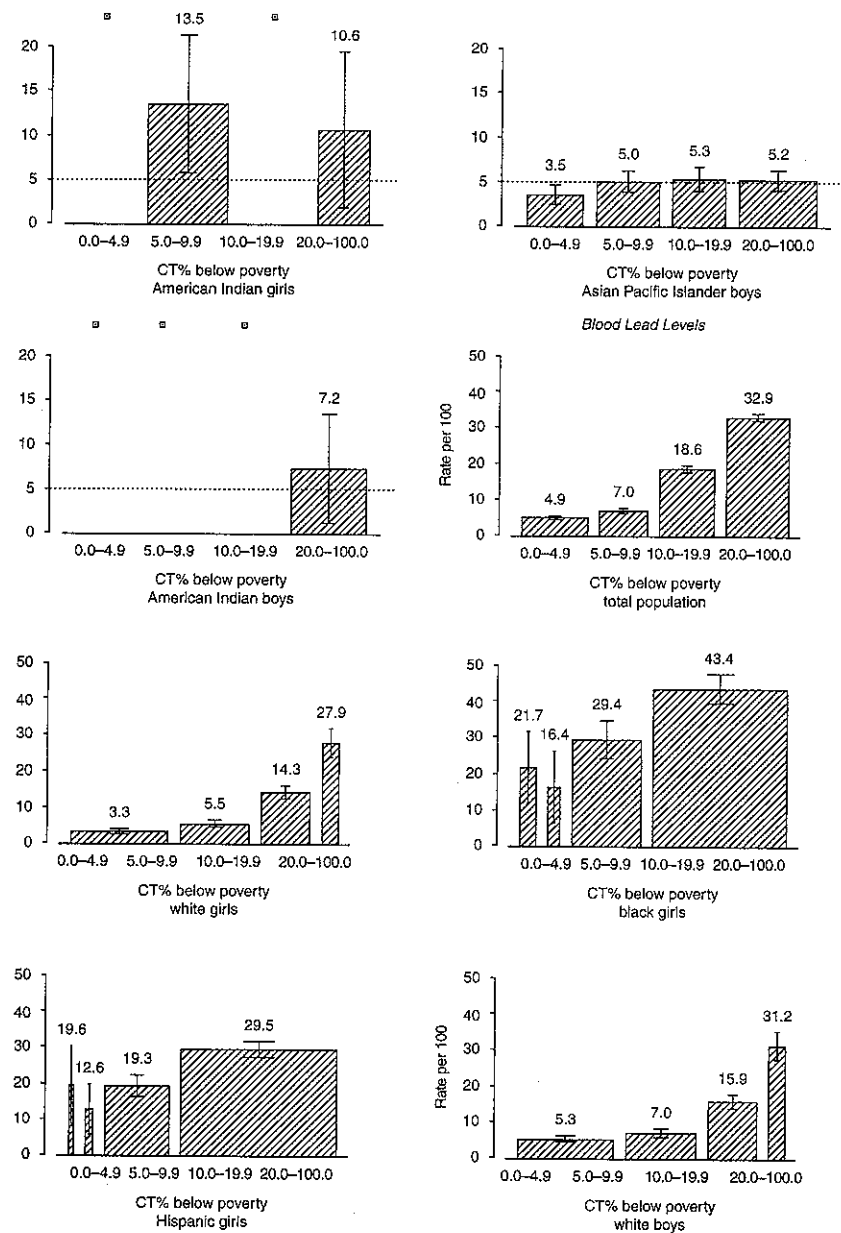 13.5
10.6
20
15
10
5
0
0.0–4.9 5.0–9.9 10.0–19.9 20.0–100.0
CT% below poverty
American Indian girls
20
15
10
5
0
3.5
5.0
5.3
5.2
0.0–4.9 5.0–9.9 10.0–19.9 20.0–100.0
CT% below poverty
Asian Pacific Islander boys
20
15
10
5
0
7.2
0.0–4.9 5.0–9.9 10.0–19.9 20.0–100.0
CT% below poverty
American Indian boys
Blood Lead Levels
Rate per 100
50
40
30
20
10
0
4.9
7.0
18.6
32.9
0.0–4.9 5.0–9.9 10.0–19.9 20.0–100.0
CT% below poverty
total population
50
40
30
20
10
0
3.3
5.5
14.3
27.9
0.0–4.9 5.0–9.9 10.0–19.9 20.0–100.0
CT% below poverty
white girls
50
40
30
20
10
0
21.7
16.4
29.4
43.4
0.0–4.9 5.0–9.9 10.0–19.9 20.0–100.0
CT% below poverty
black girls
50
40
30
20
10
0
19.6
12.6
19.3
29.5
0.0–4.9 5.0–9.9 10.0–19.9 20.0–100.0
CT% below poverty
Hispanic girls
Rate per 100
50
40
30
20
10
0
5.3
7.0
15.9
31.2
0.0–4.9 5.0–9.9 10.0–19.9 20.0–100.0
CT% below poverty
white boys